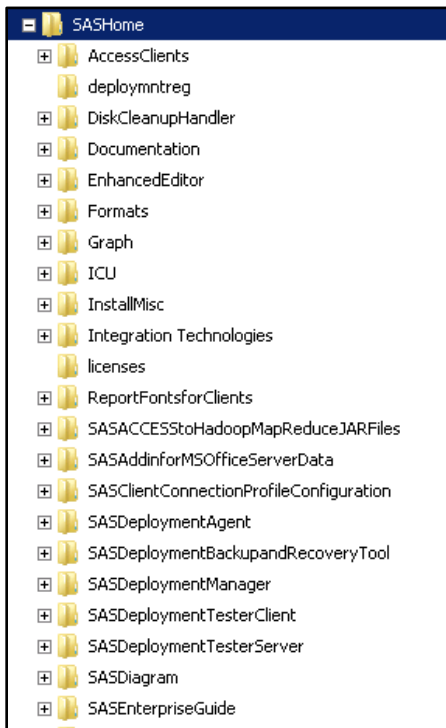 SASHome
AccessClients
deploymntreg
DiskCleanupHandler
Documentation
EnhancedEditor
Formats
Graph
ICU
InstallMisc
Integration Technologies
licenses
ReportFontsforClients
SASACCESStoHadoopMapReduceJARFiles
SASAddinforMSOfficeServerData
SASClientConnectionProfileConfiguration
SASDeploymentAgent
SASDeploymentBackupandRecoveryTool
SASDeploymentManager
SASDeploymentTesterClient
SASDeploymentTesterServer
SASDiagram
SASEnterpriseGuide